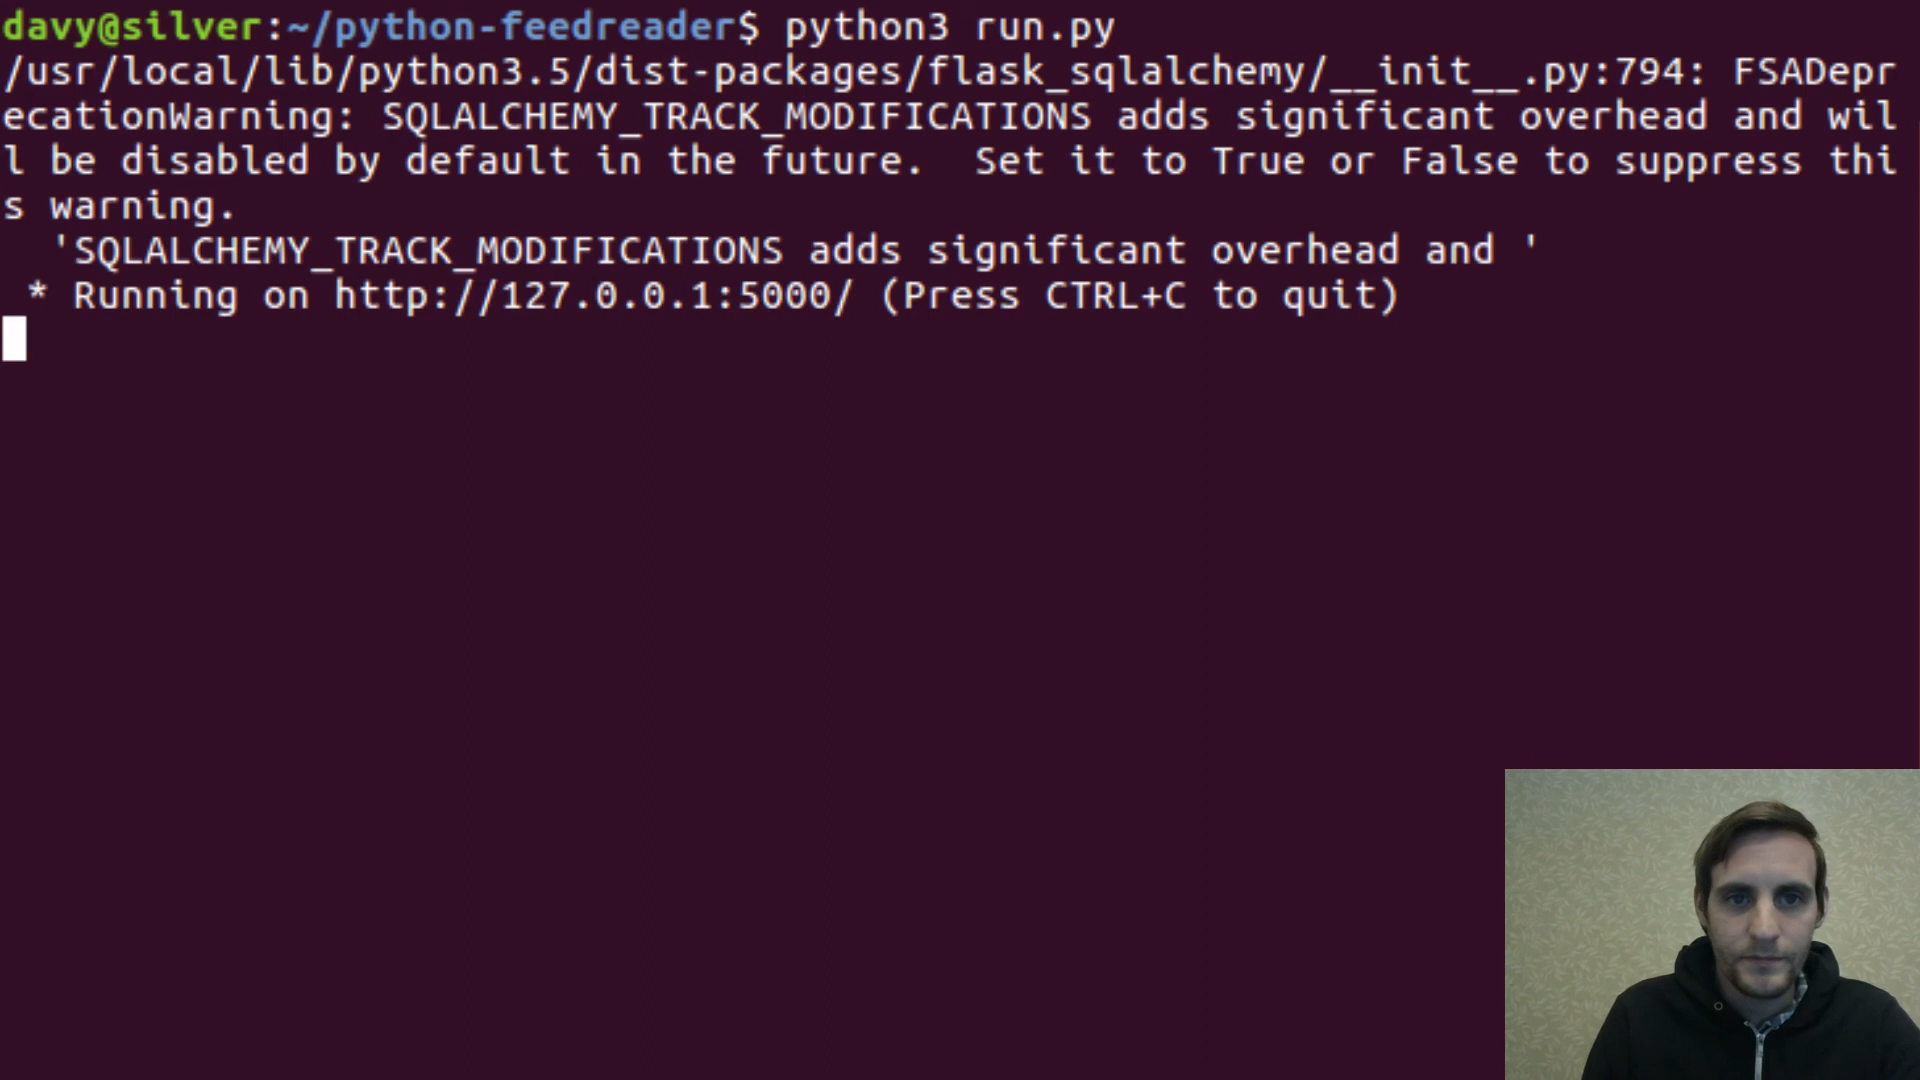 davy@silver:~/python-feedreader$ python3 run.py
/usr/local/lib/python3.5/dist-packages/flask_sqlalchemy/__init__.py:794: FSADepr
ecationWarning: SQLALCHEMY_TRACK_MODIFICATIONS adds significant overhead and wil
l be disabled by default in the future.  Set it to True or False to suppress thi
s warning.
  'SQLALCHEMY_TRACK_MODIFICATIONS adds significant overhead and '
 * Running on http://127.0.0.1:5000/ (Press CTRL+C to quit)